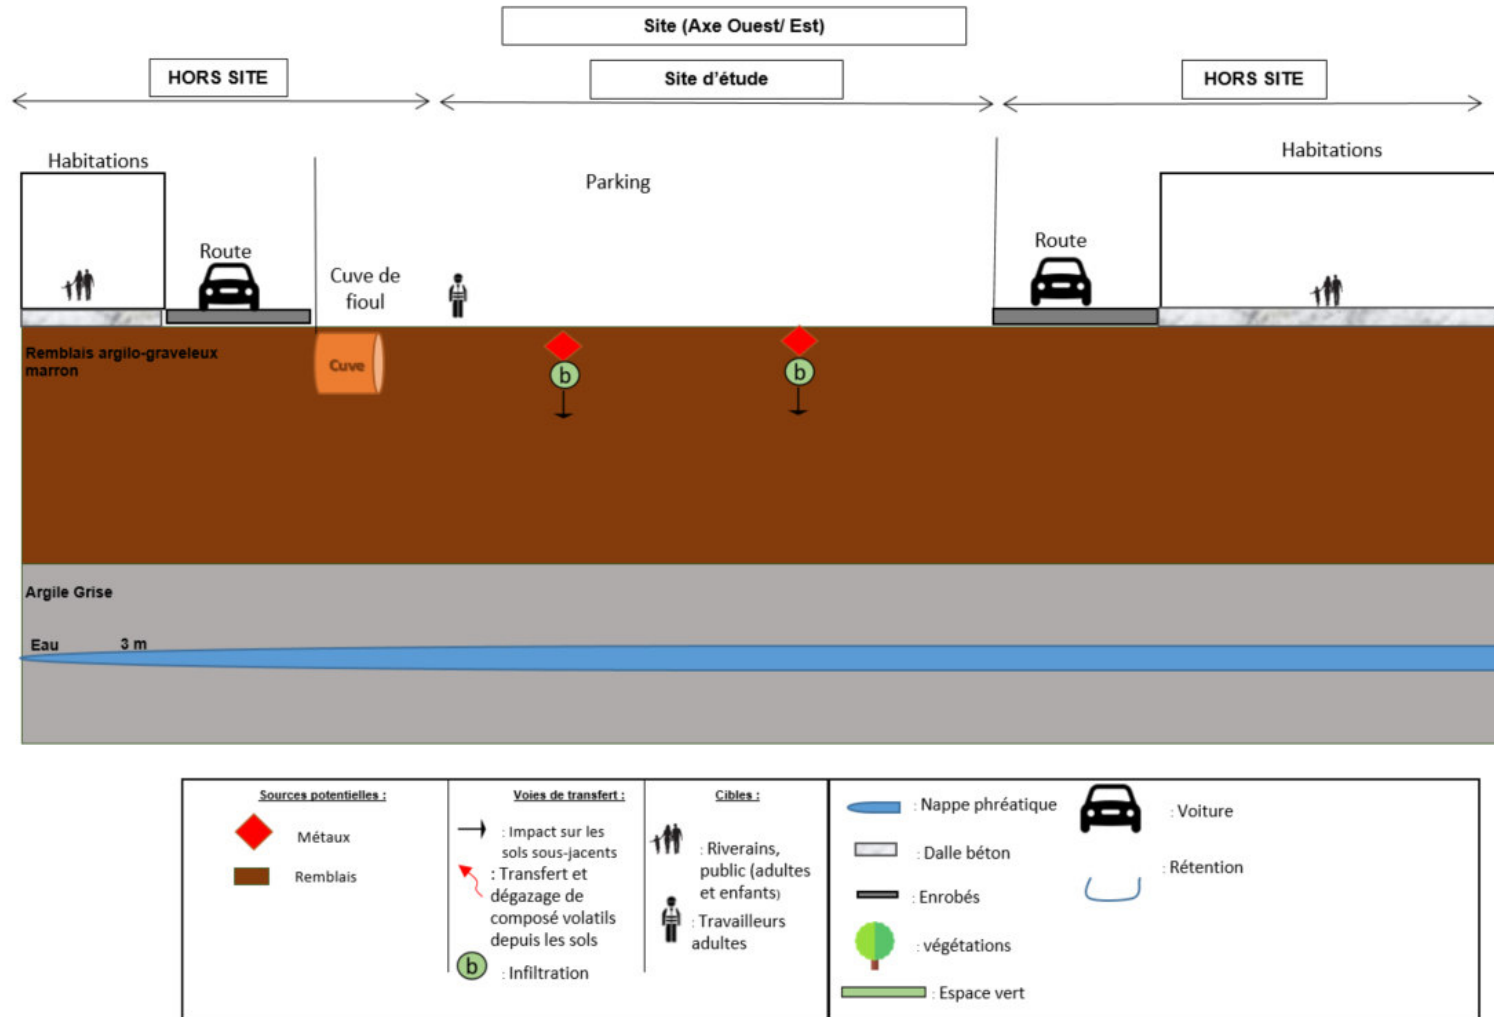 Site (Axe Ouest/ Est)
HORS SITE
Site d'étude
HORS SITE
Habitations
Parking
Habitations
Route
Route
Cuve de
fioul
Remblais argilo-graveleux
marron
Cuve
b
b
Argile Grise
Eau
3 m
Sources potentielles :
Métaux
Remblais
Voies de transfert :
: Impact sur les
sols sous-jacents
: Transfert et
dégazage de
composé volatils
depuis les sols
b
: Infiltration
Cibles :
: Riverains,
public (adultes
et enfants)
: Travailleurs
adultes
: Nappe phréatique
: Dalle béton
: Enrobés
: végétations
: Espace vert
: Voiture
: Rétention